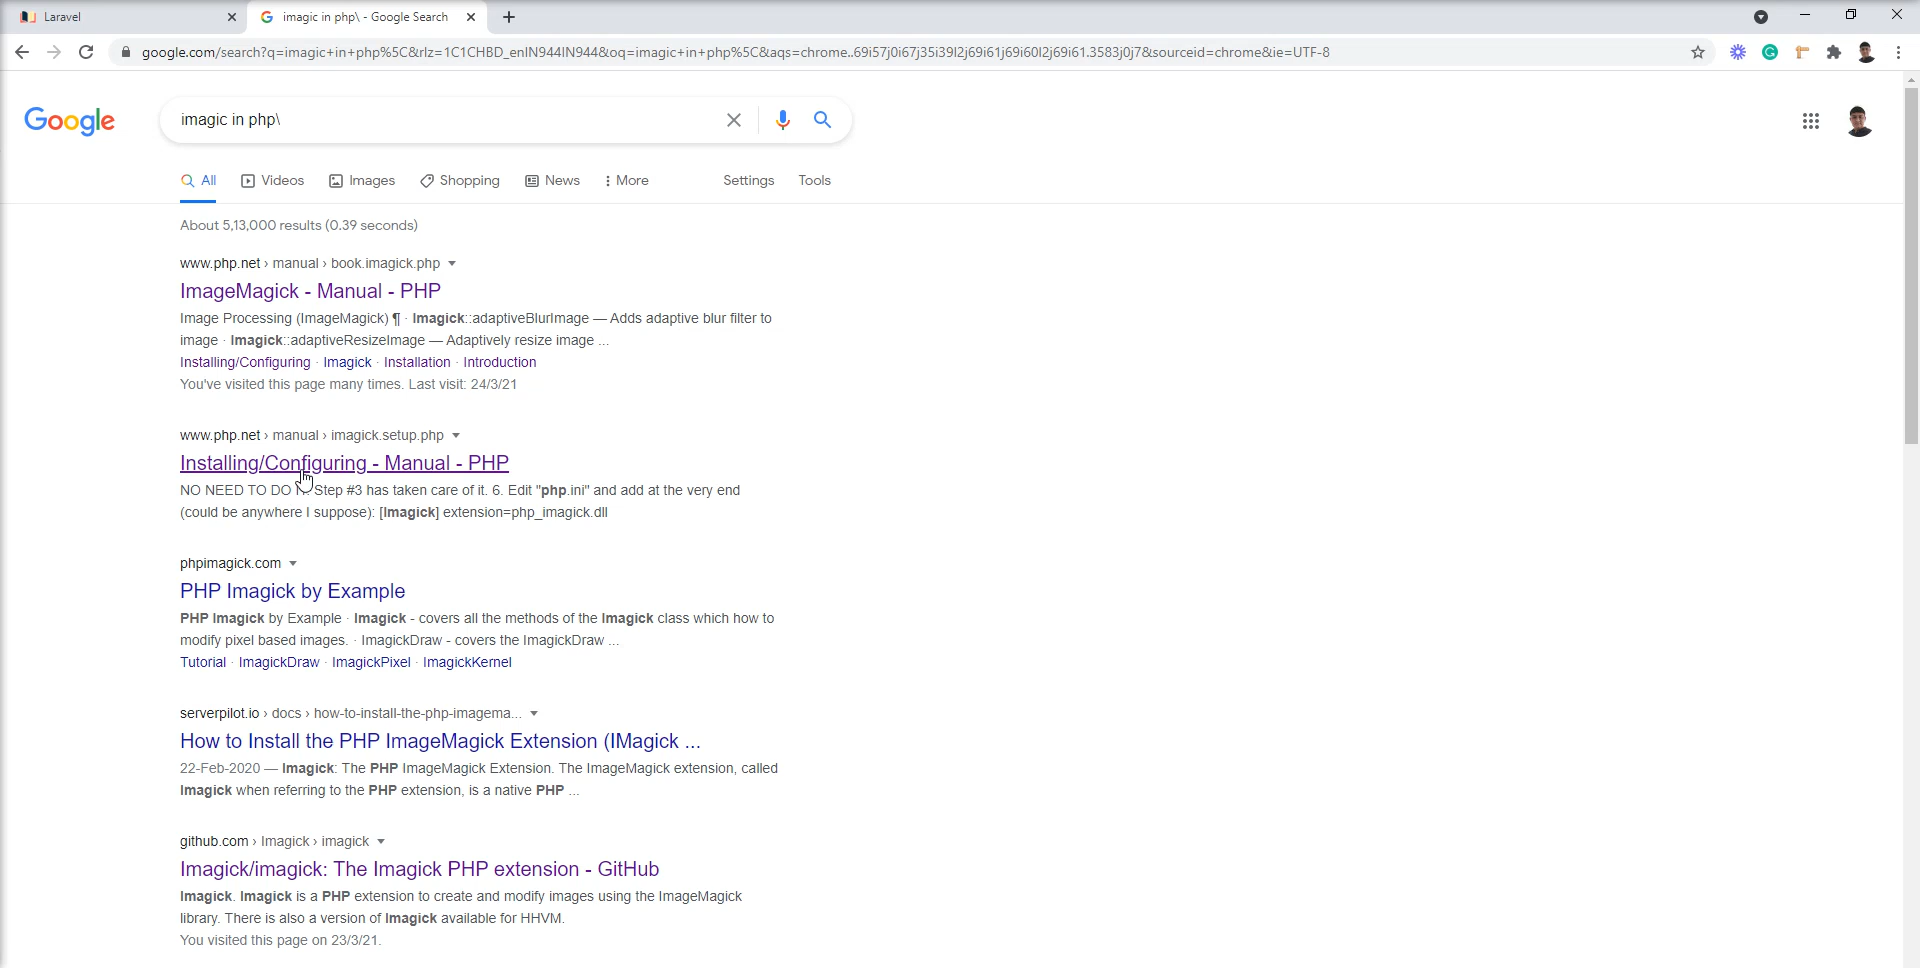 Laravel
imagic in php\ - Google Search
google.com/search?q=imagic+in+php%5C&rlz=1C1CHBD_enIN944IN944&oq=imagic+in+php%5C&aqs=chrome..69i57j0i67j35i39l2j69i61j69i60l2j69i61.3583j0j7&sourceid=chrome&ie=UTF-8
Google
imagic in php\
All Videos Images Shopping News More Settings Tools
About 5,13,000 results (0.39 seconds)
www.php.net › manual › book.imagick.php
ImageMagick - Manual - PHP
Image Processing (ImageMagick) ¶ · Imagick::adaptiveBlurImage — Adds adaptive blur filter to
image · Imagick::adaptiveResizeImage — Adaptively resize image ...
Installing/Configuring · Imagick · Installation · Introduction
You've visited this page many times. Last visit: 24/3/21
www.php.net › manual › imagick.setup.php
Installing/Configuring - Manual - PHP
NO NEED TO DO Step #3 has taken care of it. 6. Edit "php.ini" and add at the very end
(could be anywhere I suppose): [Imagick] extension=php_imagick.dll
phpimagick.com
PHP Imagick by Example
PHP Imagick by Example · Imagick - covers all the methods of the Imagick class which how to
modify pixel based images. · ImagickDraw - covers the ImagickDraw ...
Tutorial · ImagickDraw · ImagickPixel · ImagickKernel
serverpilot.io › docs › how-to-install-the-php-imagema...
How to Install the PHP ImageMagick Extension (IMagick ...
22-Feb-2020 — Imagick: The PHP ImageMagick Extension. The ImageMagick extension, called
Imagick when referring to the PHP extension, is a native PHP ...
github.com › Imagick › imagick
Imagick/imagick: The Imagick PHP extension - GitHub
Imagick. Imagick is a PHP extension to create and modify images using the ImageMagick
library. There is also a version of Imagick available for HHVM.
You visited this page on 23/3/21.